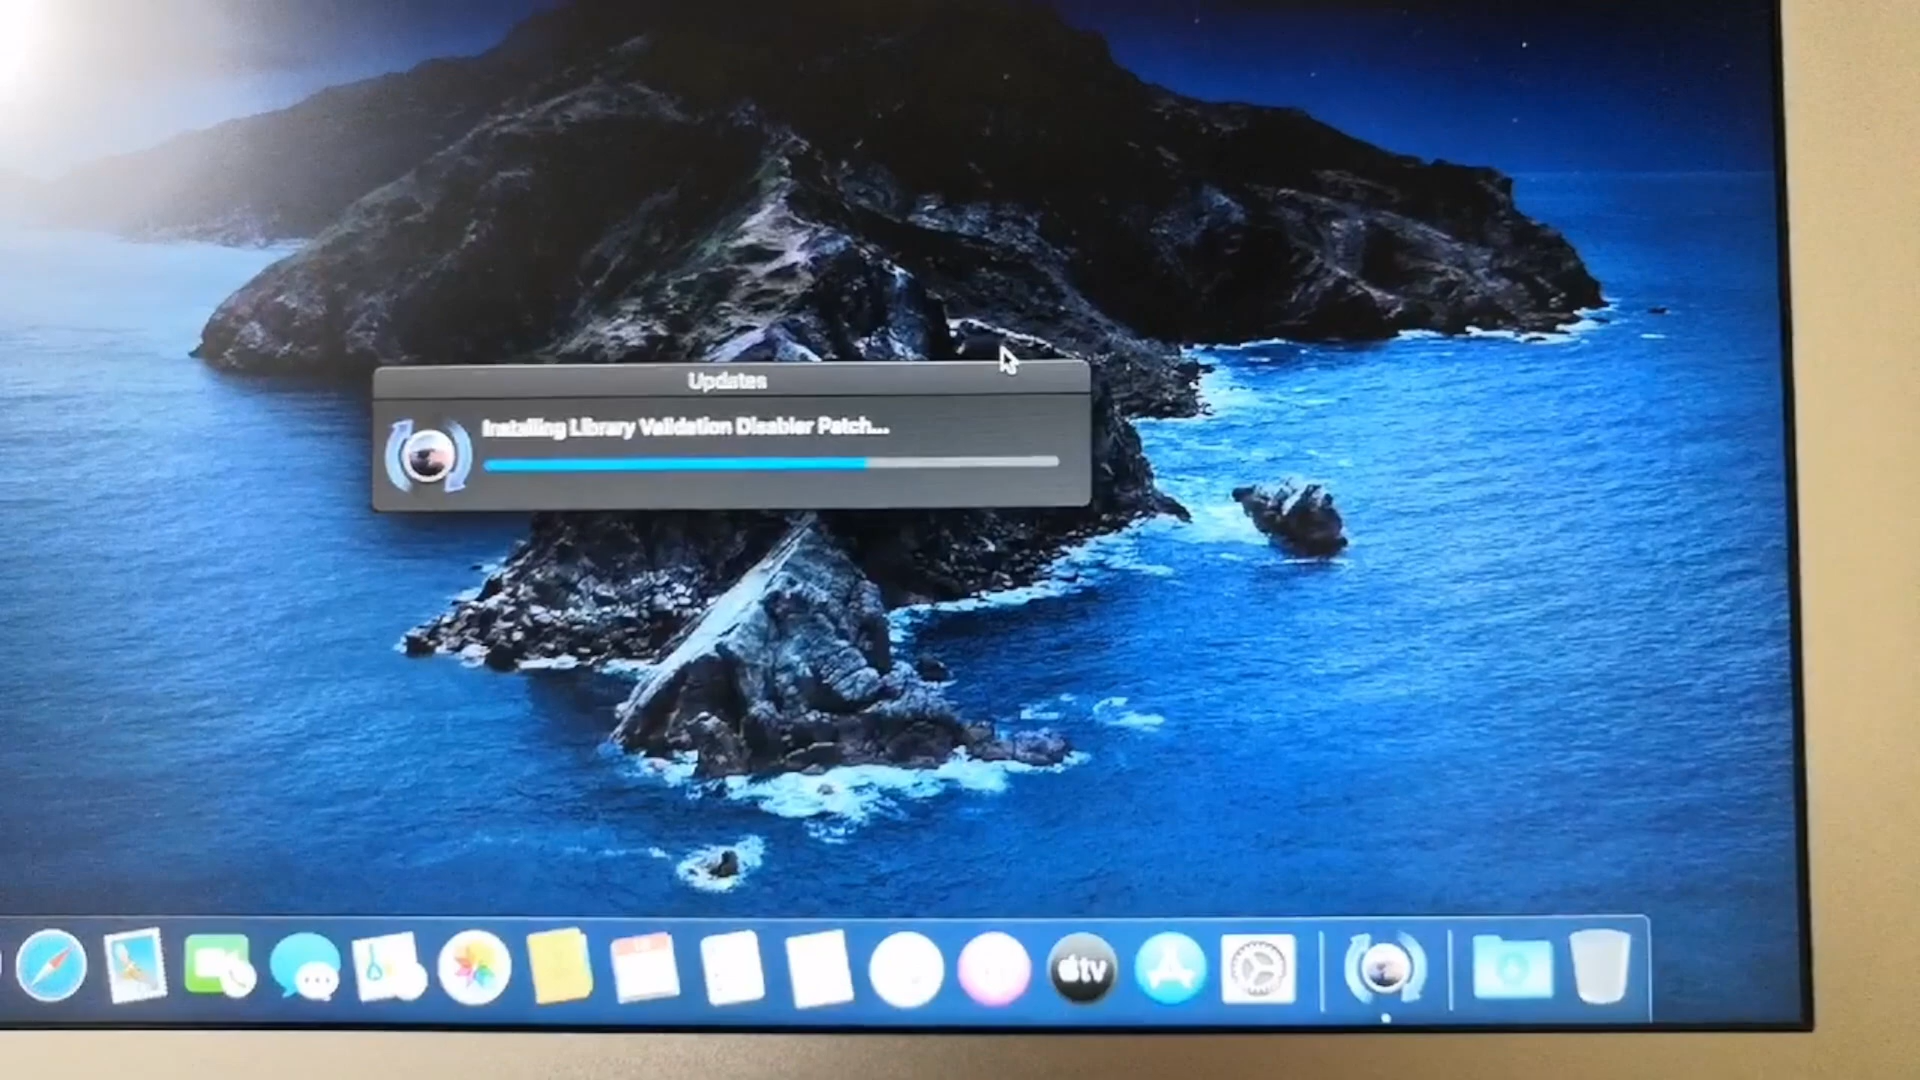 Updates
Installing Library Validation Disabler Patch...
tv